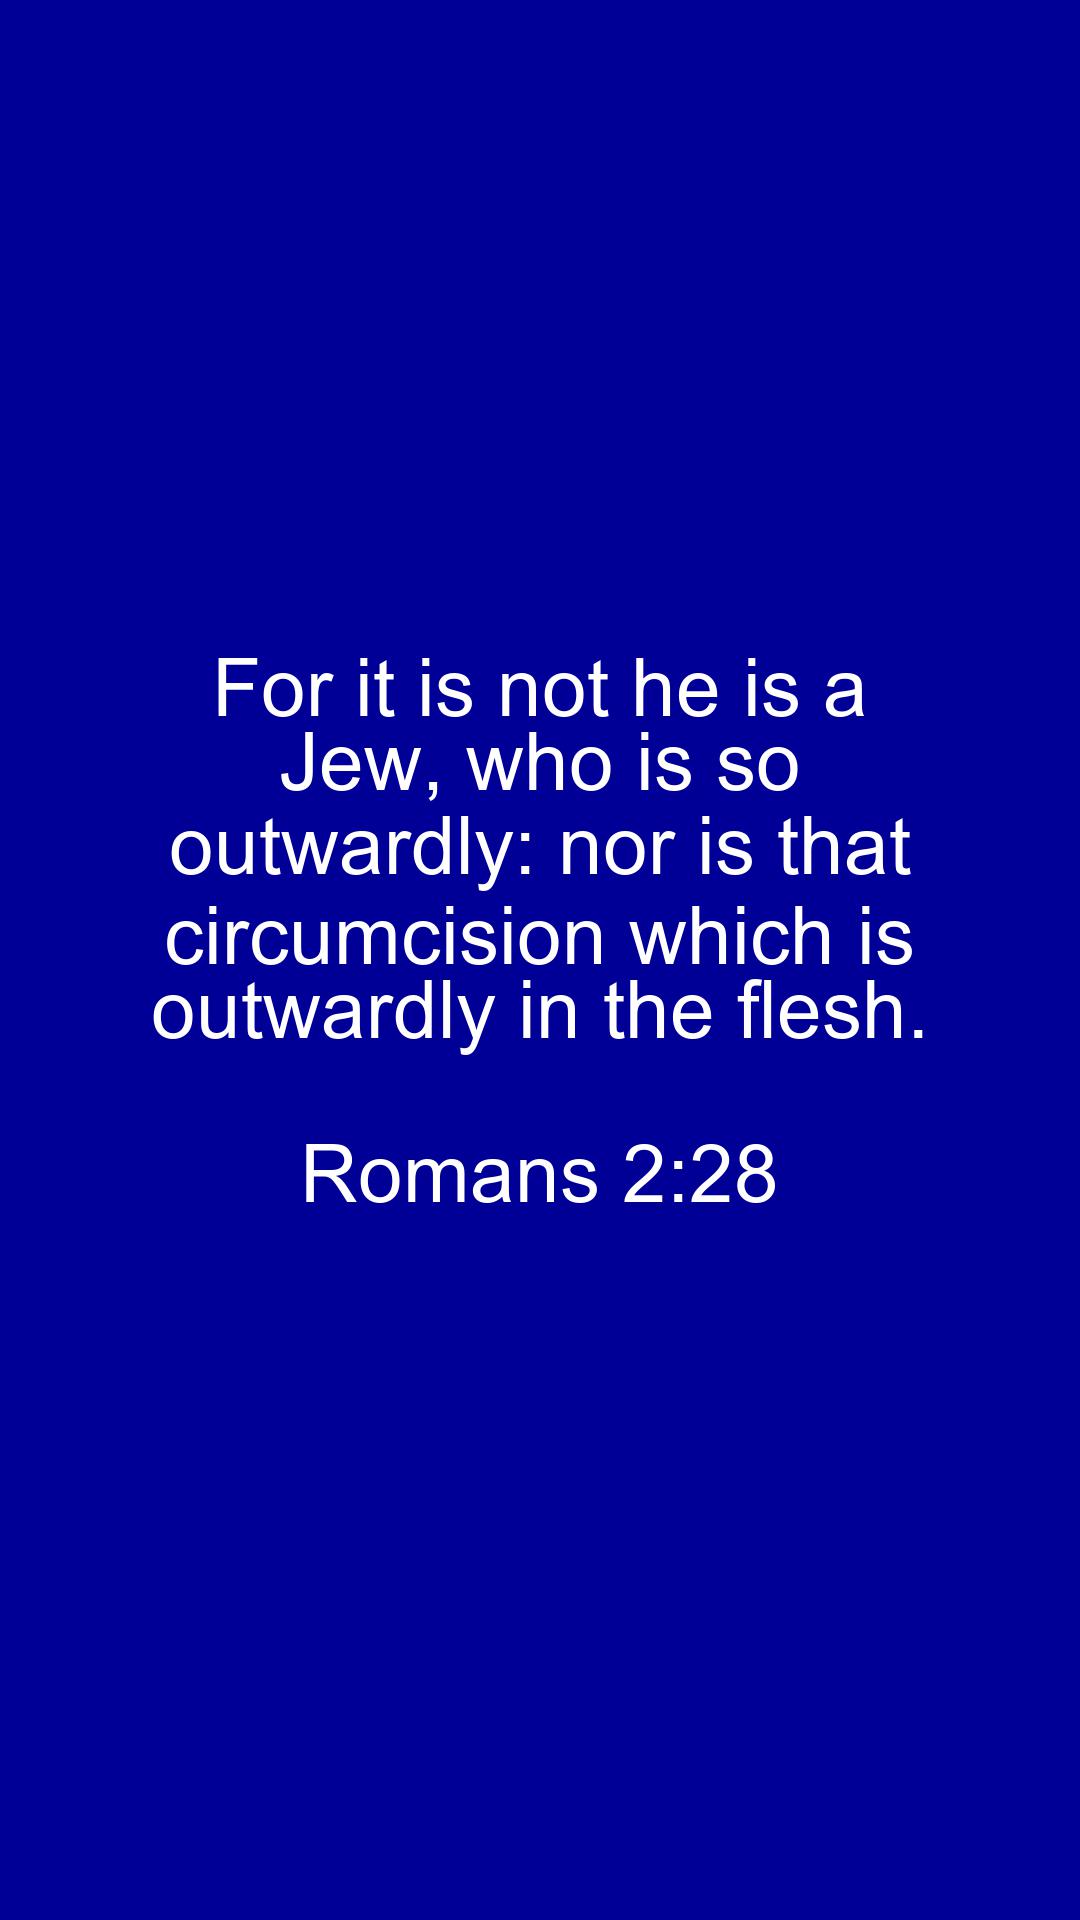 For it is not he is a
Jew, who is so
outwardly: nor is that
circumcision which is
outwardly in the flesh.
Romans 2:28